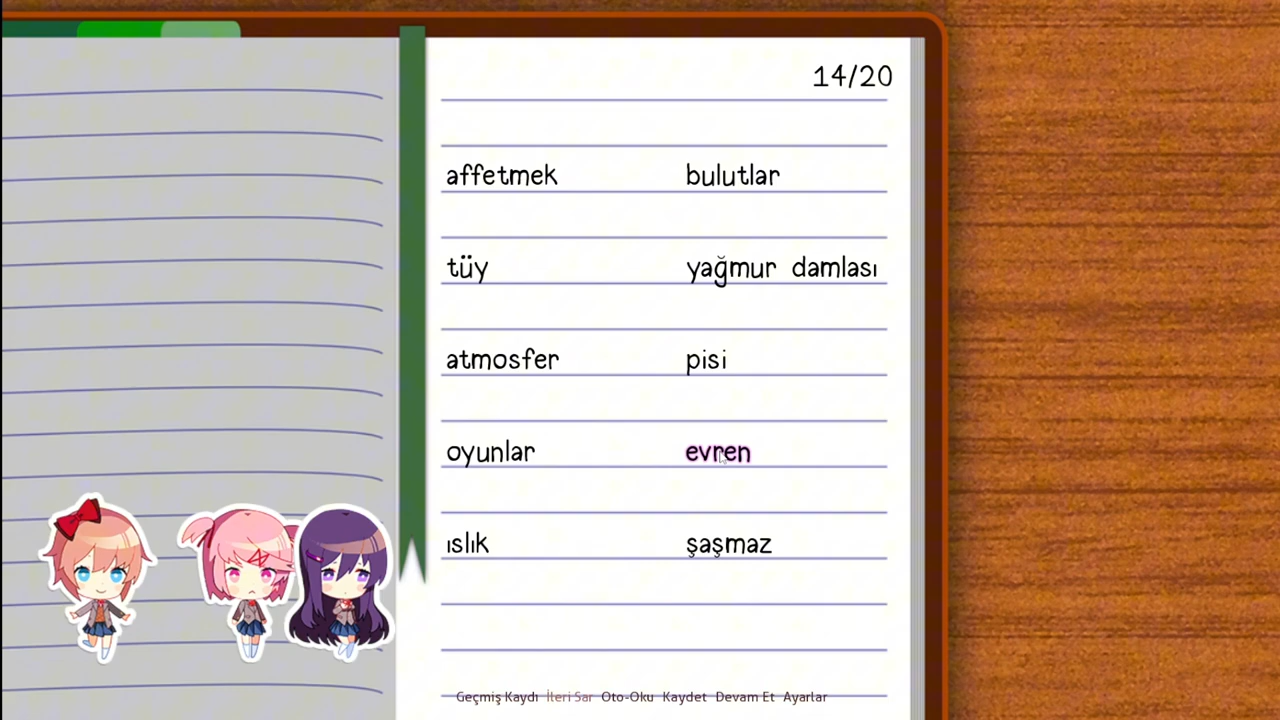 14/20
affetmek bulutlar
tüy yağmur damlası
atmosfer pisi
oyunlar evren
ıslık şaşmaz
Geçmiş Kaydı İleri Sar Oto-Oku Kaydet Devam Et Ayarlar